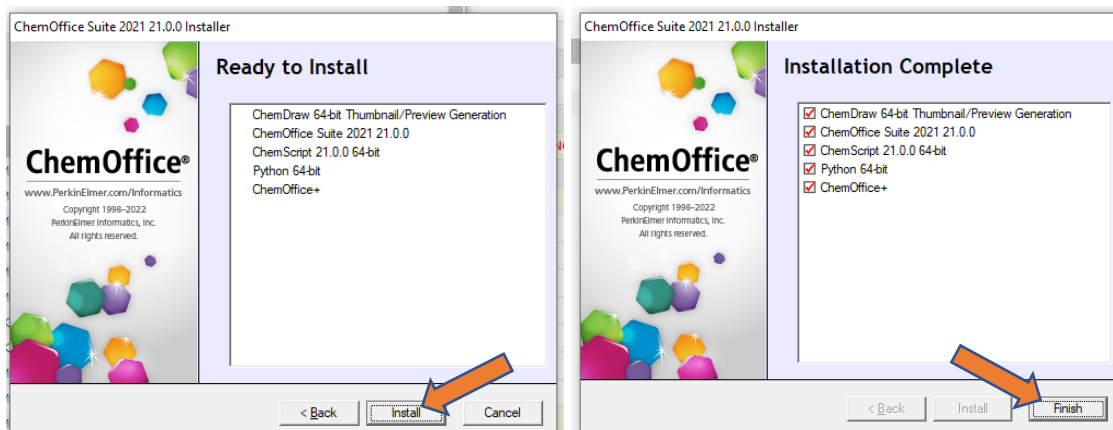 ChemOffice Suite 2021 21.0.0 Installer
Ready to Install
ChemDraw 64-bit Thumbnail/Preview Generation
ChemOffice Suite 2021 21.0.0
ChemScript 21.0.0 64-bit
Python 64-bit
ChemOffice+
ChemOffice®
www.PerkinElmer.com/Informatics
Copyright 1998-2022
PerkinElmer Informatics, Inc.
All rights reserved.
< Back
Install
Cancel
ChemOffice Suite 2021 21.0.0 Installer
Installation Complete
ChemDraw 64-bit Thumbnail/Preview Generation
ChemOffice Suite 2021 21.0.0
ChemScript 21.0.0 64-bit
Python 64-bit
ChemOffice+
ChemOffice®
www.PerkinElmer.com/Informatics
Copyright 1998-2022
PerkinElmer Informatics, Inc.
All rights reserved.
< Back
Install
Finish